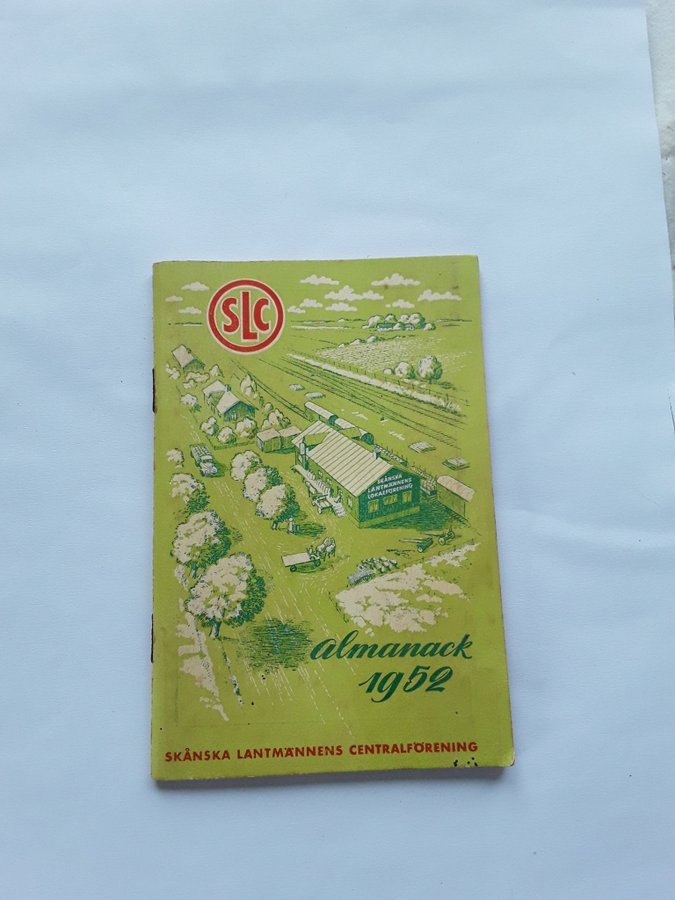 SLC
SKÅNSKA
LANTMÄNNENS
LOKALFÖRENING
Almanack
1952
SKÅNSKA LANTMÄNNENS CENTRALFÖRENING